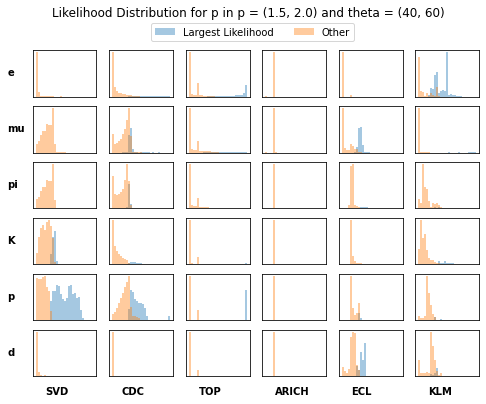 Likelihood Distribution for p in p = (1.5, 2.0) and theta = (40, 60)
Largest Likelihood Other
e
mu
pi
K
p
d
SVD CDC TOP ARICH ECL KLM